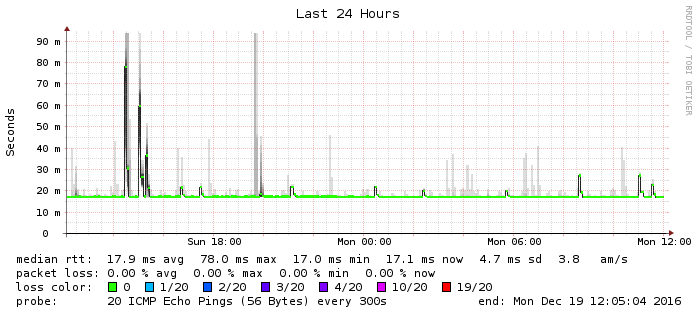 Last 24 Hours
RRDTOOL / TOBI OETIKER
Seconds
90 m
80 m
70 m
60 m
50 m
40 m
30 m
20 m
10 m
0
Sun 18:00 Mon 00:00 Mon 06:00 Mon 12:00
median rtt: 17.9 ms avg 78.0 ms max 17.0 ms min 17.1 ms now 4.7 ms sd 3.8 am/s
packet loss: 0.00 % avg 0.00 % max 0.00 % min 0.00 % now
loss color: 0 1/20 2/20 3/20 4/20 10/20 19/20
probe: 20 ICMP Echo Pings (56 Bytes) every 300s end: Mon Dec 19 12:05:04 2016